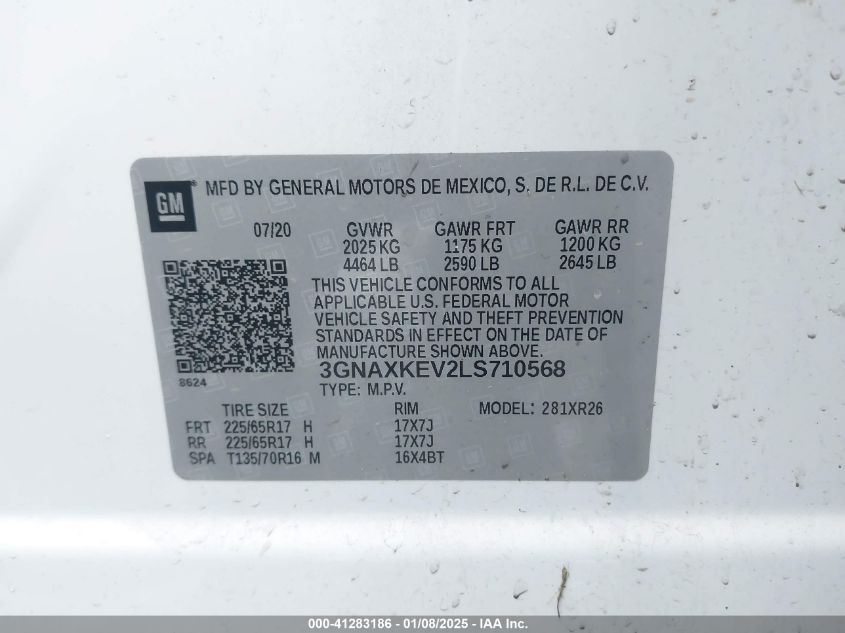 GM MFD BY GENERAL MOTORS DE MEXICO, S. DE R.L. DE C.V.
07/20 GVWR GAWR FRT GAWR RR
2025 KG 1175 KG 1200 KG
4464 LB 2590 LB 2645 LB
THIS VEHICLE CONFORMS TO ALL
APPLICABLE U.S. FEDERAL MOTOR
VEHICLE SAFETY AND THEFT PREVENTION
STANDARDS IN EFFECT ON THE DATE OF
MANUFACTURE SHOWN ABOVE.
3GNAXKEV2LS710568
8624
TYPE: M.P.V.
TIRE SIZE RIM MODEL: 281XR26
FRT 225/65R17 H 17X7J
RR 225/65R17 H 17X7J
SPA T135/70R16 M 16X4BT
000-41283186 - 01/08/2025 - IAA Inc.